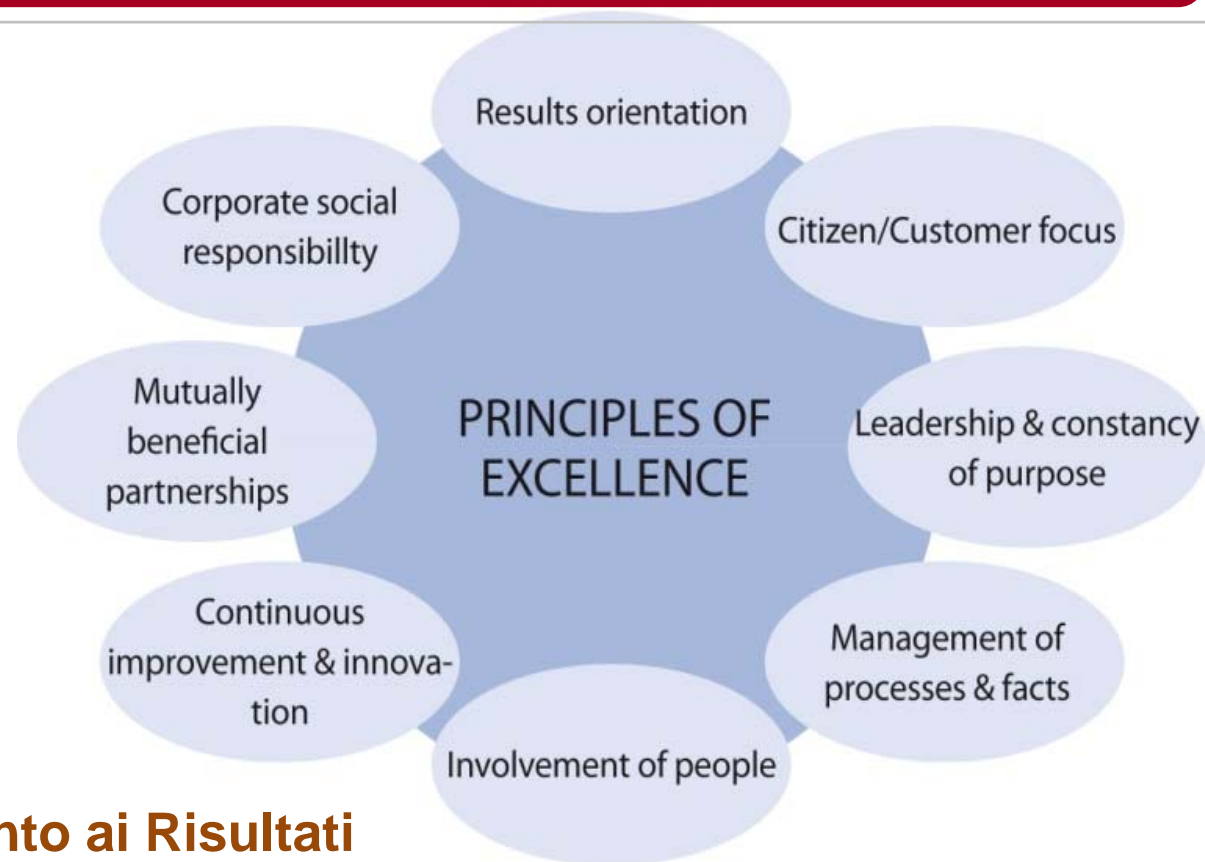 Results orientation
Corporate social
responsibillty
Citizen/Customer focus
Mutually
beneficial
partnerships
PRINCIPLES OF
EXCELLENCE
Leadership & constancy
of purpose
Continuous
improvement & innova-
tion
Management of
processes & facts
Involvement of people
nto ai Risultati